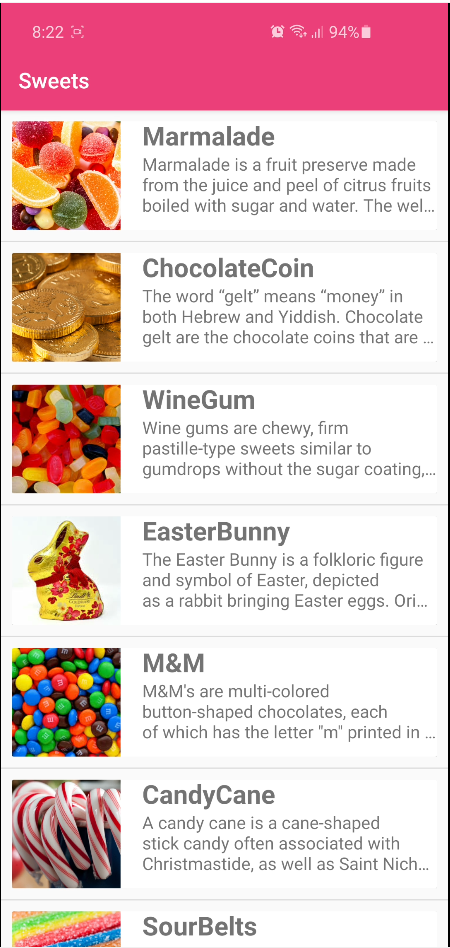 8:22 94%
Sweets
Marmalade
Marmalade is a fruit preserve made
from the juice and peel of citrus fruits
boiled with sugar and water. The wel...
ChocolateCoin
The word “gelt” means “money” in
both Hebrew and Yiddish. Chocolate
gelt are the chocolate coins that are ...
WineGum
Wine gums are chewy, firm
pastille-type sweets similar to
gumdrops without the sugar coating,...
EasterBunny
The Easter Bunny is a folkloric figure
and symbol of Easter, depicted
as a rabbit bringing Easter eggs. Ori...
M&M
M&M's are multi-colored
button-shaped chocolates, each
of which has the letter "m" printed in ...
CandyCane
A candy cane is a cane-shaped
stick candy often associated with
Christmastide, as well as Saint Nich...
SourBelts